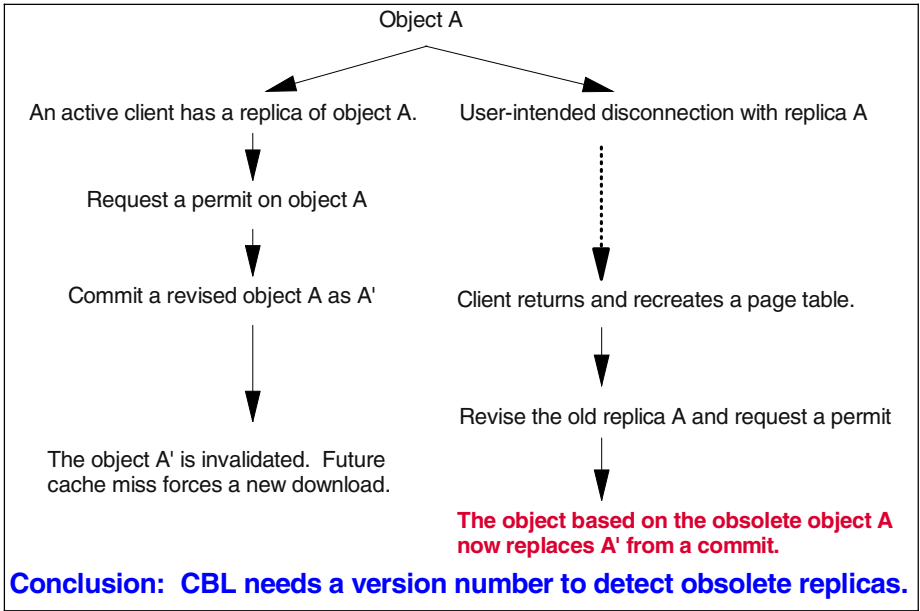 Object A
An active client has a replica of object A.
Request a permit on object A
Commit a revised object A as A'
The object A' is invalidated. Future
cache miss forces a new download.
User-intended disconnection with replica A
Client returns and recreates a page table.
Revise the old replica A and request a permit
The object based on the obsolete object A
now replaces A' from a commit.
Conclusion: CBL needs a version number to detect obsolete replicas.